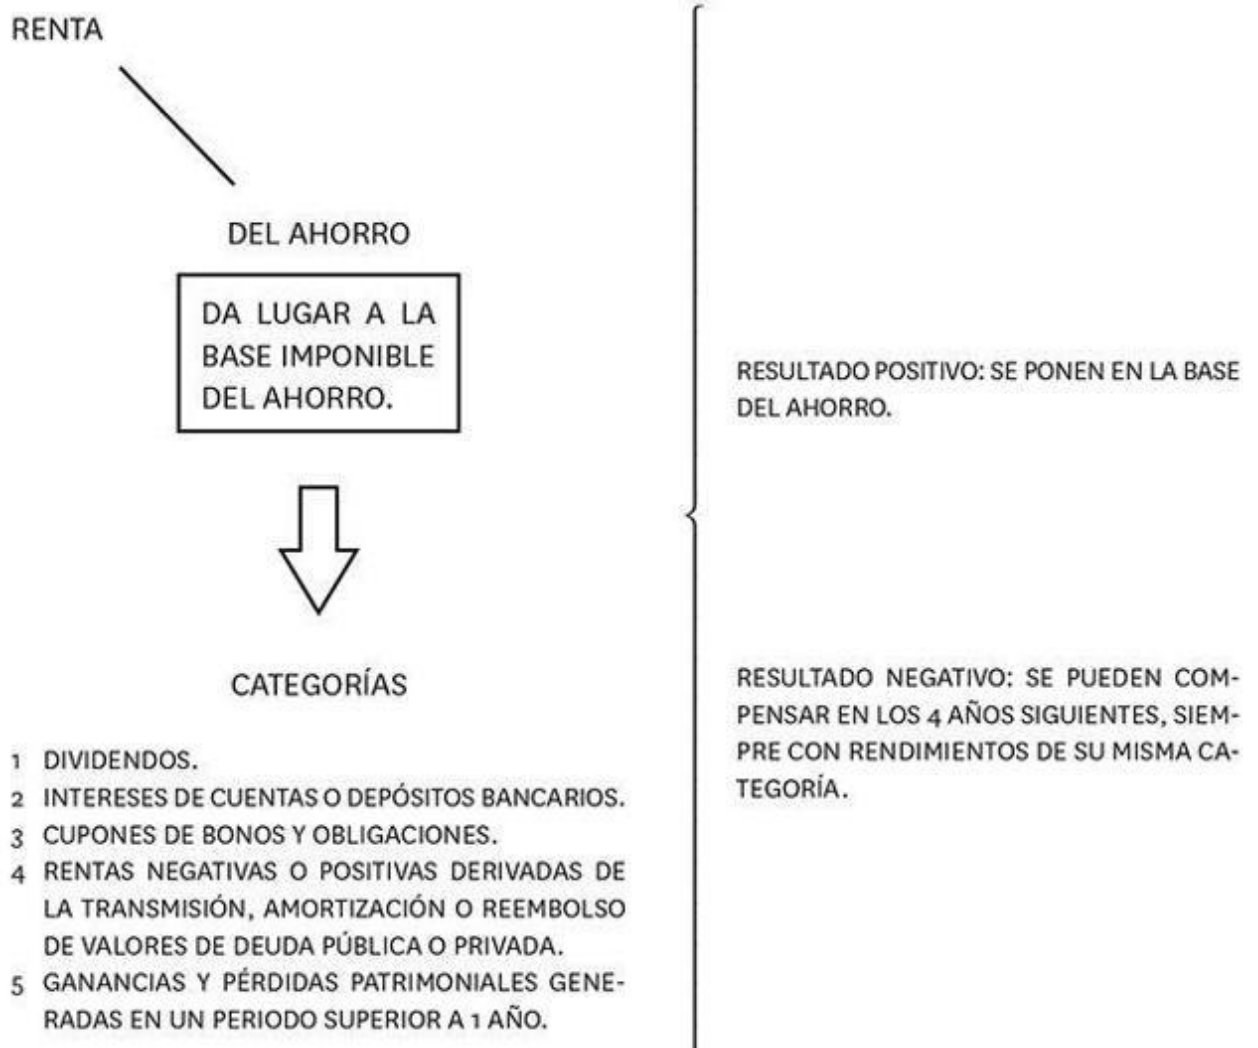 RENTA
DEL AHORRO
DA LUGAR A LA
BASE IMPONIBLE
DEL AHORRO.
CATEGORÍAS
1 DIVIDENDOS.
2 INTERESES DE CUENTAS O DEPÓSITOS BANCARIOS.
3 CUPONES DE BONOS Y OBLIGACIONES.
4 RENTAS NEGATIVAS O POSITIVAS DERIVADAS DE
LA TRANSMISIÓN, AMORTIZACIÓN O REEMBOLSO
DE VALORES DE DEUDA PÚBLICA O PRIVADA.
5 GANANCIAS Y PÉRDIDAS PATRIMONIALES GENE-
RADAS EN UN PERIODO SUPERIOR A 1 AÑO.
RESULTADO POSITIVO: SE PONEN EN LA BASE
DEL AHORRO.
RESULTADO NEGATIVO: SE PUEDEN COM-
PENSAR EN LOS 4 AÑOS SIGUIENTES, SIEM-
PRE CON RENDIMIENTOS DE SU MISMA CA-
TEGORÍA.